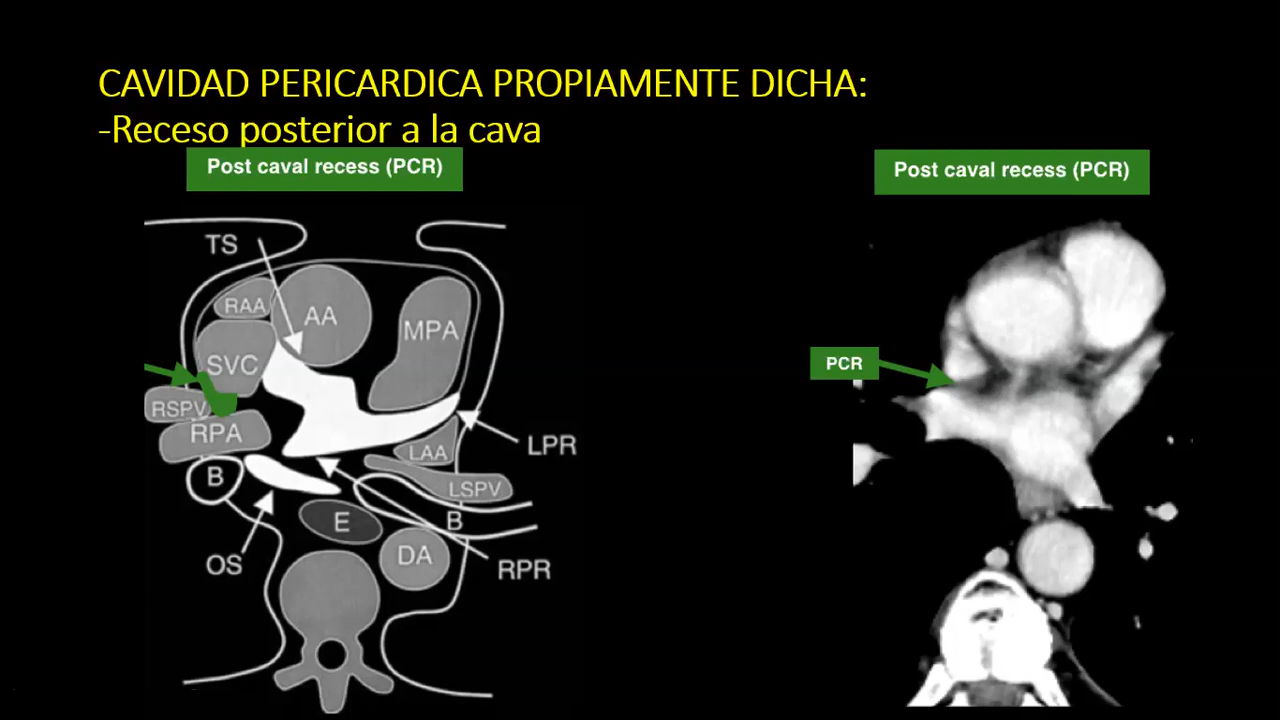 CAVIDAD PERICARDICA PROPIAMENTE DICHA:
-Receso posterior a la cava
Post caval recess (PCR)
Post caval recess (PCR)
TS
RAA
AA
MPA
SVC
RSPV
RPA
LPR
LAA
B
LSPV
E
B
OS
DA
RPR
PCR